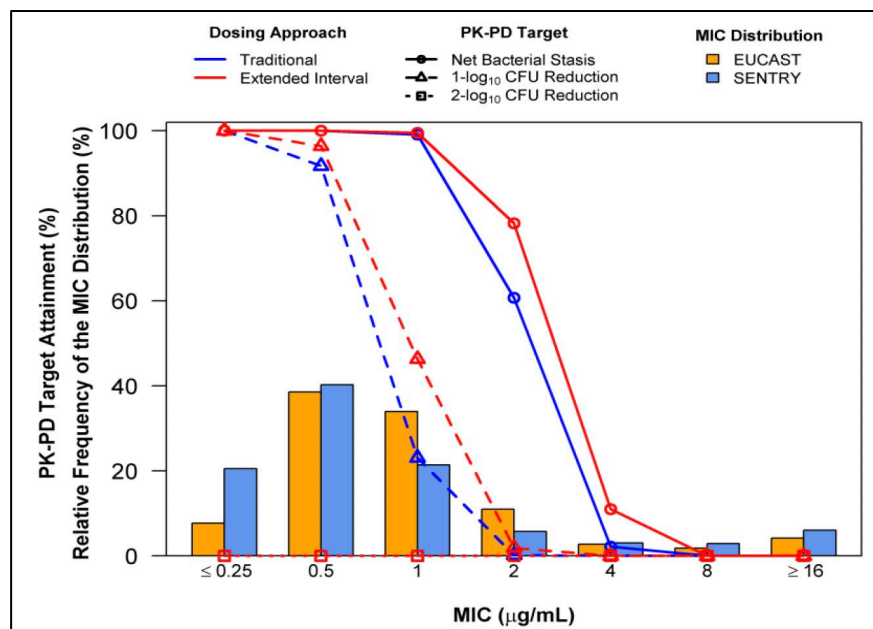 Dosing Approach
Traditional
Extended Interval
PK-PD Target
Net Bacterial Stasis
1-log₁₀ CFU Reduction
2-log₁₀ CFU Reduction
MIC Distribution
EUCAST
SENTRY
PK-PD Target Attainment (%)
Relative Frequency of the MIC Distribution (%)
100
80
60
40
20
0
≤ 0.25 0.5 1 2 4 8 ≥ 16
MIC (μg/mL)